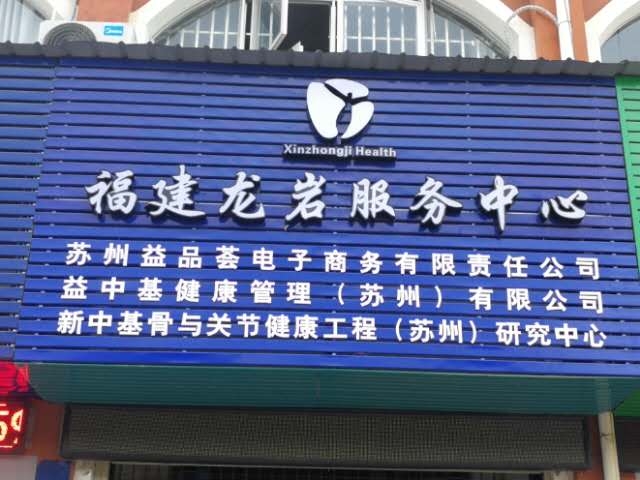 Xinzhongji Health
福建龙岩服务中心
苏州益品荟电子商务有限责任公司
益中基健康管理（苏州）有限公司
新中基骨与关节健康工程（苏州）研究中心